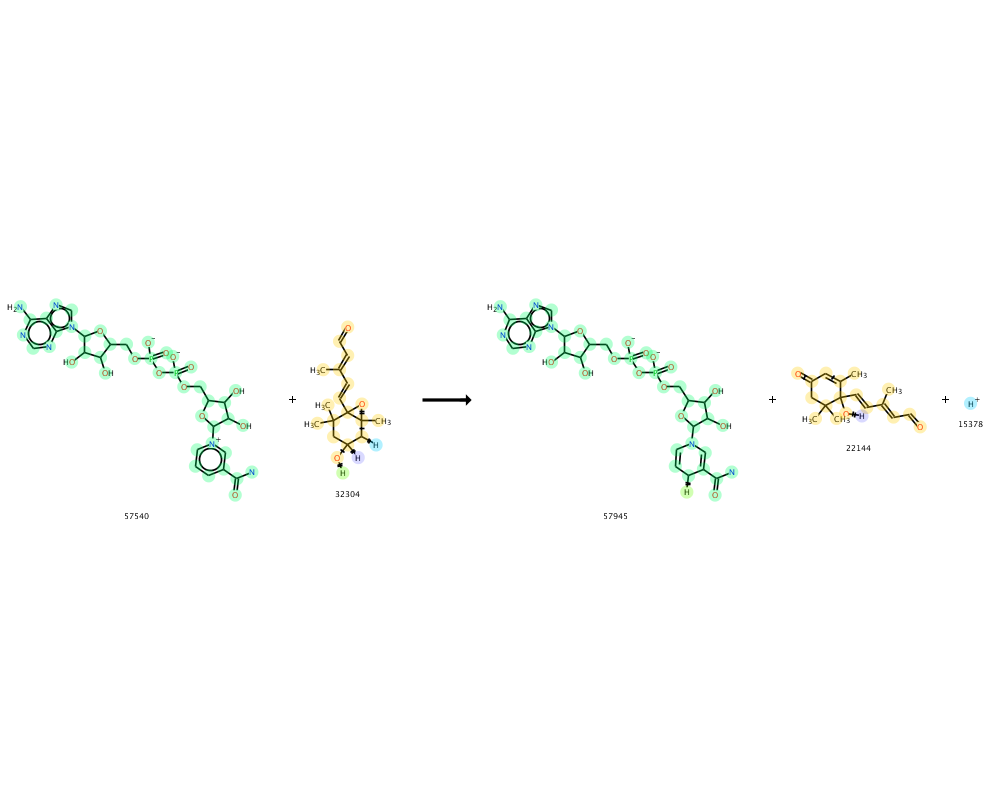 H₂N N N N N O HO OH O O⁻ P O O O⁻ P O O O OH OH N⁺ N O
57540
+
O H₃C H₃C H₃C O CH₃ O H H H
32304
+
H₂N N N N N O HO OH O O⁻ P O O O⁻ P O O O OH OH N H N O
57945
+
O CH₃ CH₃ H₃C CH₃ O H O
22144
+
H⁺
15378